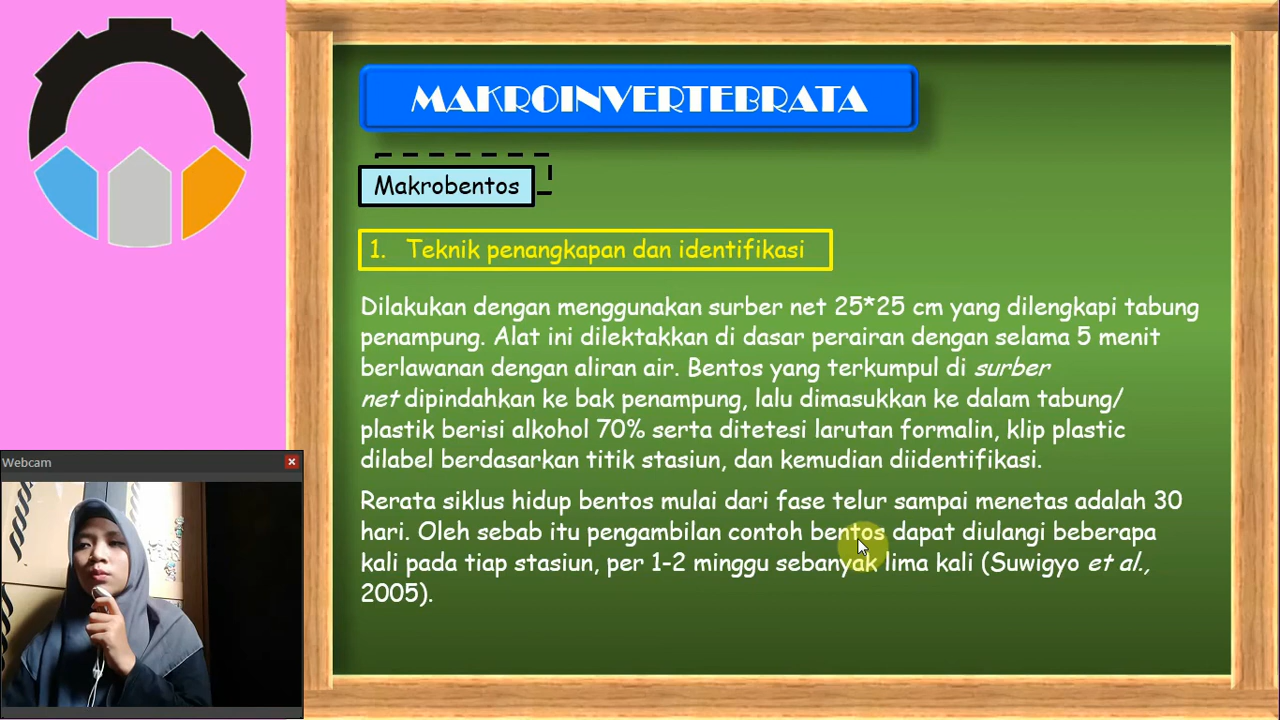 MAKROINVERTEBRATA
Makrobentos
1. Teknik penangkapan dan identifikasi
Dilakukan dengan menggunakan surber net 25*25 cm yang dilengkapi tabung
penampung. Alat ini dilektakkan di dasar perairan dengan selama 5 menit
berlawanan dengan aliran air. Bentos yang terkumpul di surber
net dipindahkan ke bak penampung, lalu dimasukkan ke dalam tabung/
plastik berisi alkohol 70% serta ditetesi larutan formalin, klip plastic
dilabel berdasarkan titik stasiun, dan kemudian diidentifikasi.
Rerata siklus hidup bentos mulai dari fase telur sampai menetas adalah 30
hari. Oleh sebab itu pengambilan contoh bentos dapat diulangi beberapa
kali pada tiap stasiun, per 1-2 minggu sebanyak lima kali (Suwigyo et al.,
2005).
Webcam